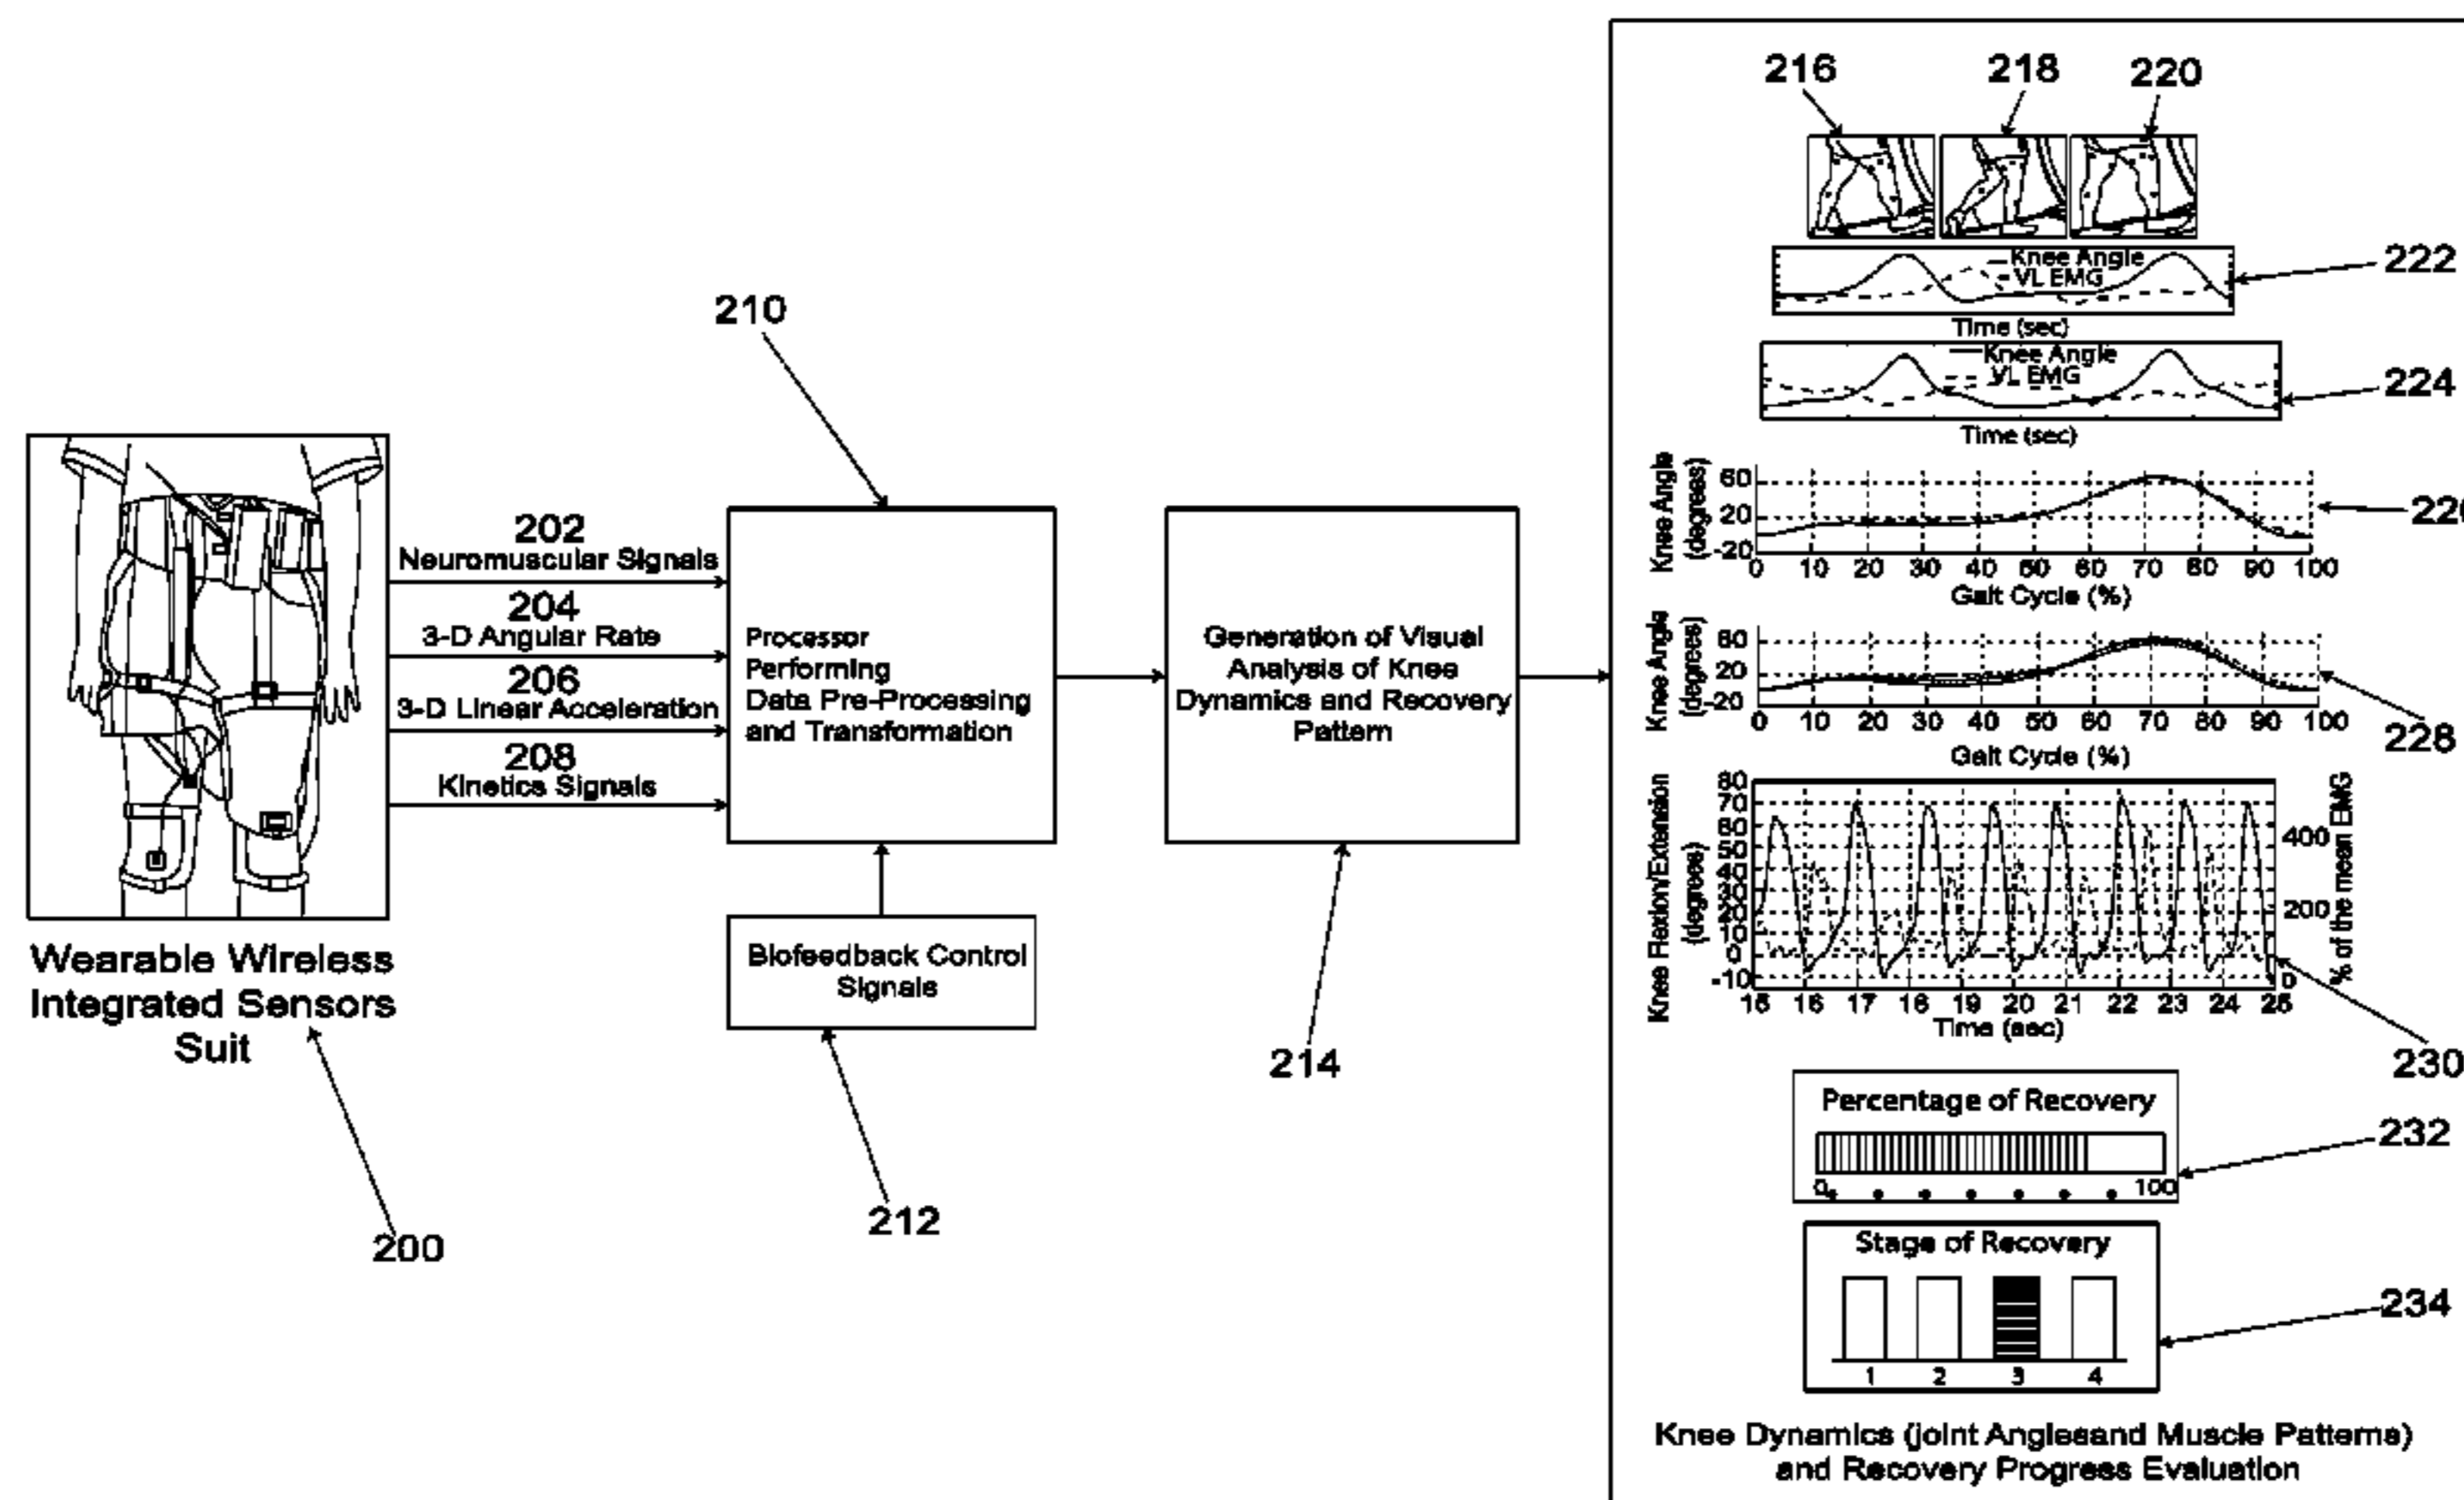 216 218 220
Knee Angle
VL EMG
222
Time (sec)
Knee Angle
VL EMG
224
Time (sec)
Knee Angle
(degrees)
60
20
-20
0 10 20 30 40 50 60 70 80 90 100
Gait Cycle (%)
Knee Angle
(degrees)
60
20
-20
0 10 20 30 40 50 60 70 80 90 100
Gait Cycle (%)
228
Knee Flexion/Extension
(degrees)
80
70
60
50
40
30
20
10
0
-10
15 16 17 18 19 20 21 22 23 24 25
Time (sec)
400
200
0
% of the mean EMG
230
Percentage of Recovery
0 100
232
Stage of Recovery
1 2 3 4
234
Knee Dynamics (joint Anglesand Muscle Patterns)
and Recovery Progress Evaluation
210
202
Neuromuscular Signals
204
3-D Angular Rate
206
3-D Linear Acceleration
208
Kinetics Signals
Processor
Performing
Data Pre-Processing
and Transformation
Generation of Visual
Analysis of Knee
Dynamics and Recovery
Pattern
Biofeedback Control
Signals
212
214
Wearable Wireless
Integrated Sensors
Suit
200